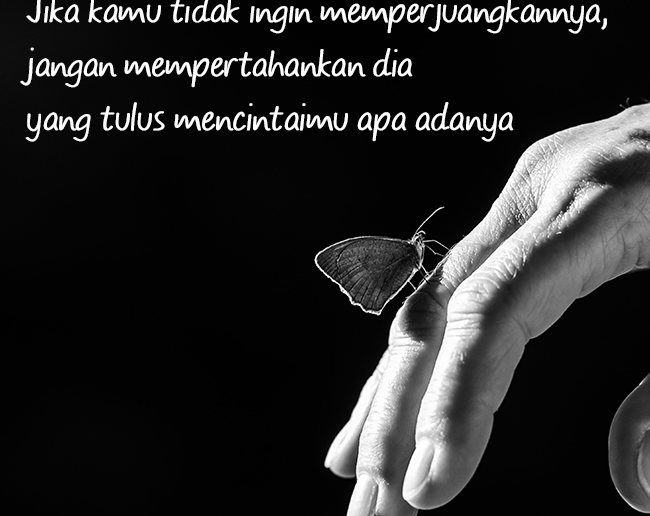 Jika kamu tidak ingin memperjuangkannya,
jangan mempertahankan dia
yang tulus mencintaimu apa adanya